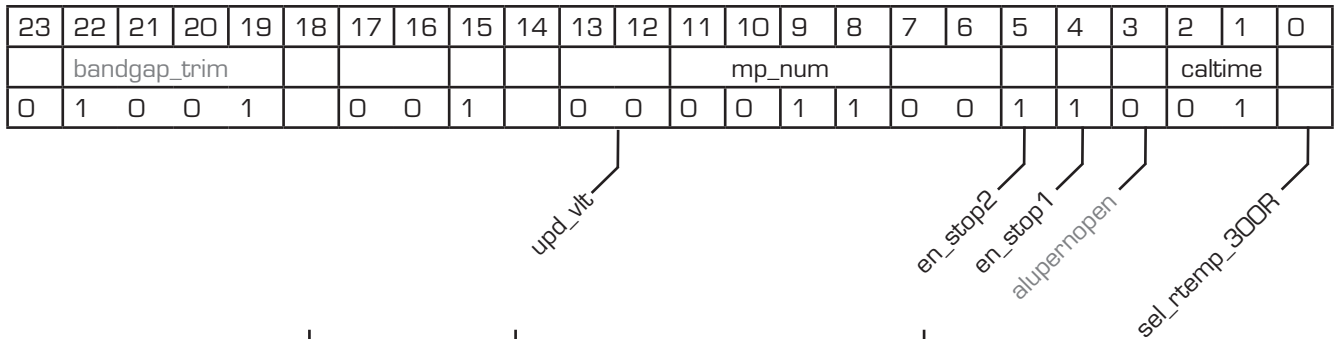 23 22 21 20 19 18 17 16 15 14 13 12 11 10 9 8 7 6 5 4 3 2 1 0
bandgap_trim mp_num caltime
0 1 0 0 1 0 0 1 0 0 0 0 1 1 0 0 1 1 0 0 1
upd_vlt
en_stop2
en_stop1
alupernopen
sel_rtemp_300R